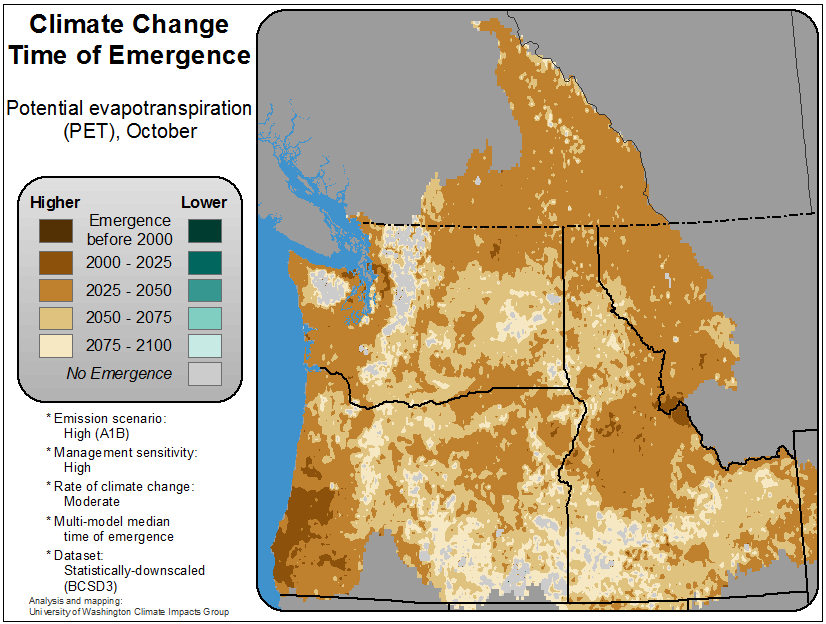 Climate Change
Time of Emergence
Potential evapotranspiration
(PET), October
Higher
Lower
Emergence
before 2000
2000 - 2025
2025 - 2050
2050 - 2075
2075 - 2100
No Emergence
* Emission scenario:
High (A1B)
* Management sensitivity:
High
* Rate of climate change:
Moderate
* Multi-model median
time of emergence
* Dataset:
Statistically-downscaled
(BCSD3)
Analysis and mapping:
University of Washington Climate Impacts Group